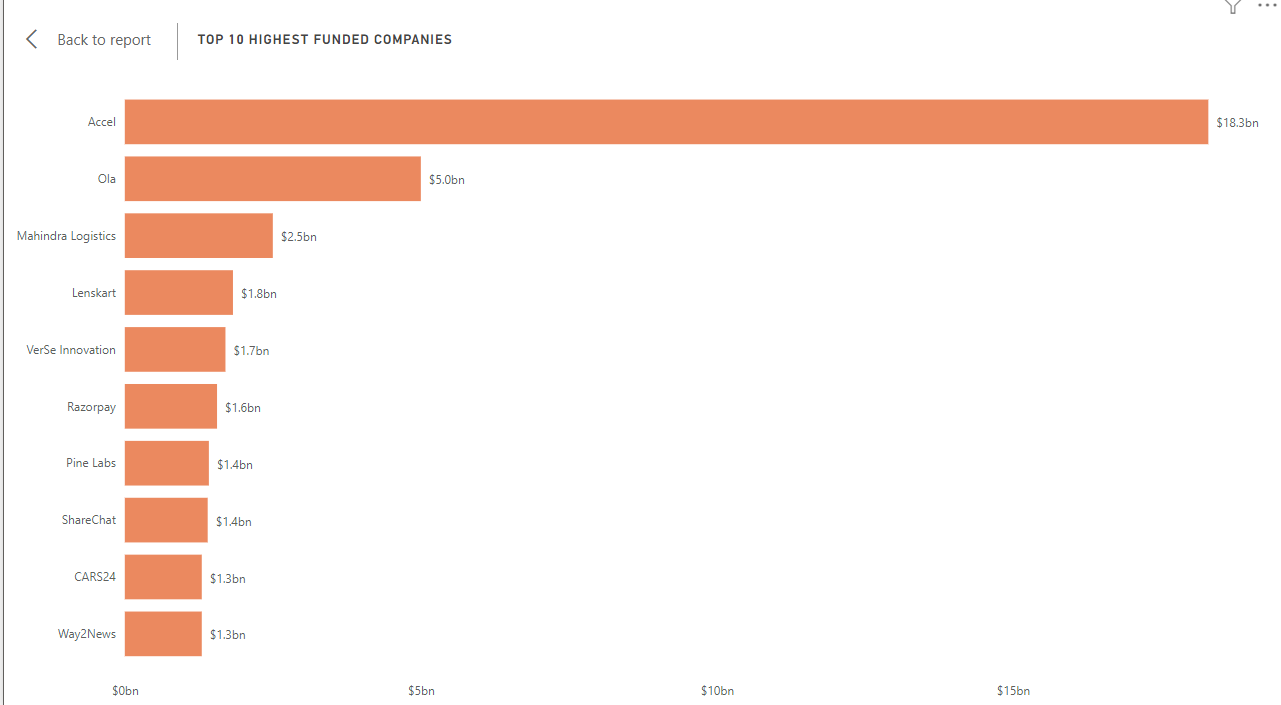 Back to report
TOP 10 HIGHEST FUNDED COMPANIES
Accel $18.3bn
Ola $5.0bn
Mahindra Logistics $2.5bn
Lenskart $1.8bn
VerSe Innovation $1.7bn
Razorpay $1.6bn
Pine Labs $1.4bn
ShareChat $1.4bn
CARS24 $1.3bn
Way2News $1.3bn
$0bn $5bn $10bn $15bn